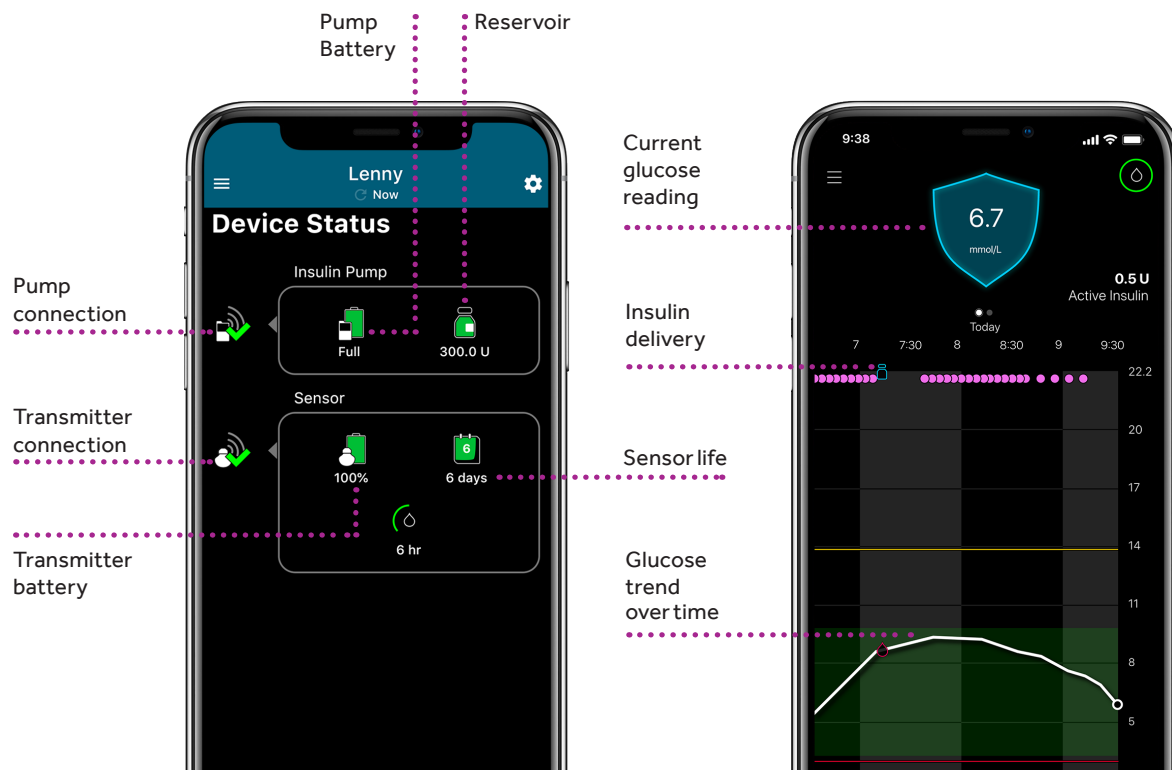 Pump
Battery
Reservoir
Pump
connection
Transmitter
connection
Transmitter
battery
Lenny
Now
Device Status
Insulin Pump
Full
300.0 U
Sensor
100%
6
6 days
6 hr
Current
glucose
reading
Insulin
delivery
Sensor life
Glucose
trend
over time
9:38
6.7
mmol/L
0.5 U
Active Insulin
Today
7 7:30 8 8:30 9 9:30
22.2
20
17
14
11
8
5